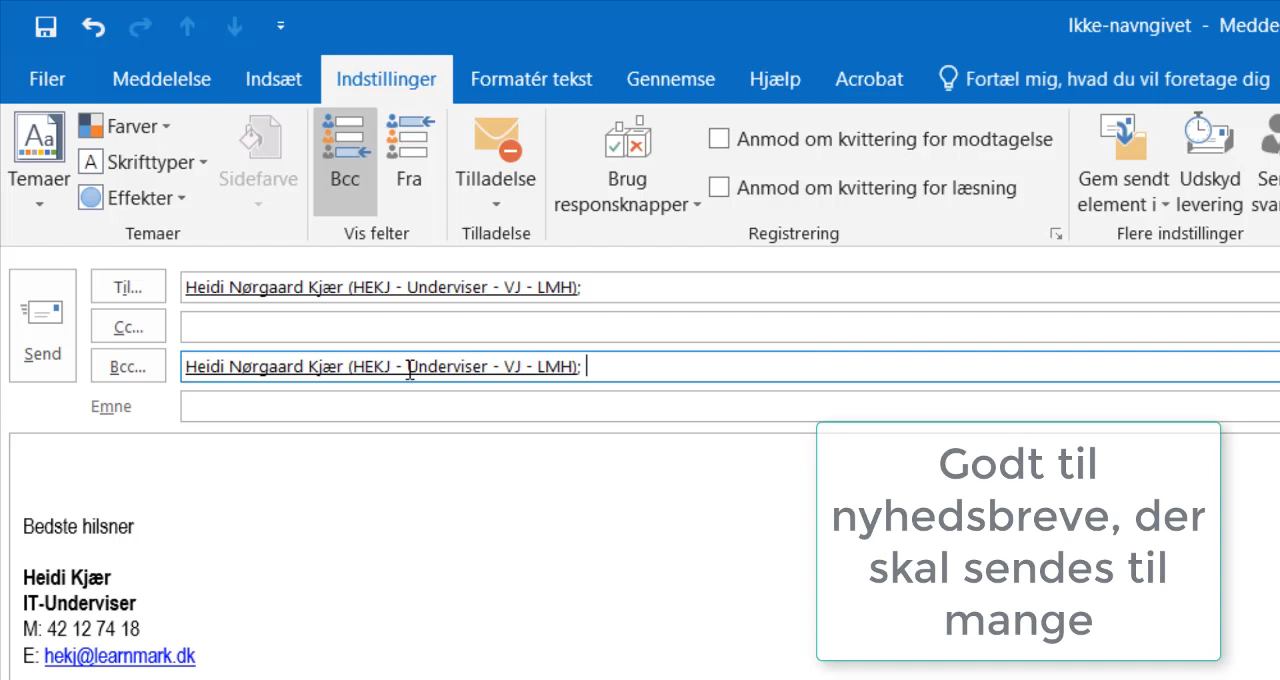 Ikke-navngivet - Medde
Filer Meddelelse Indsæt Indstillinger Formatér tekst Gennemse Hjælp Acrobat Fortæl mig, hvad du vil foretage dig
Aa
Temaer
Farver
A Skrifttyper
Effekter
Sidefarve
Temaer
Bcc
Fra
Vis felter
Tilladelse
Tilladelse
Brug
responsknapper
Anmod om kvittering for modtagelse
Anmod om kvittering for læsning
Registrering
Gem sendt
element i
Udskyd
levering
Flere indstillinger
Send
Til... Heidi Nørgaard Kjær (HEKJ - Underviser - VJ - LMH);
Cc...
Bcc... Heidi Nørgaard Kjær (HEKJ - Underviser - VJ - LMH);
Emne
Godt til
nyhedsbreve, der
skal sendes til
mange
Bedste hilsner
Heidi Kjær
IT-Underviser
M: 42 12 74 18
E: hekj@learnmark.dk